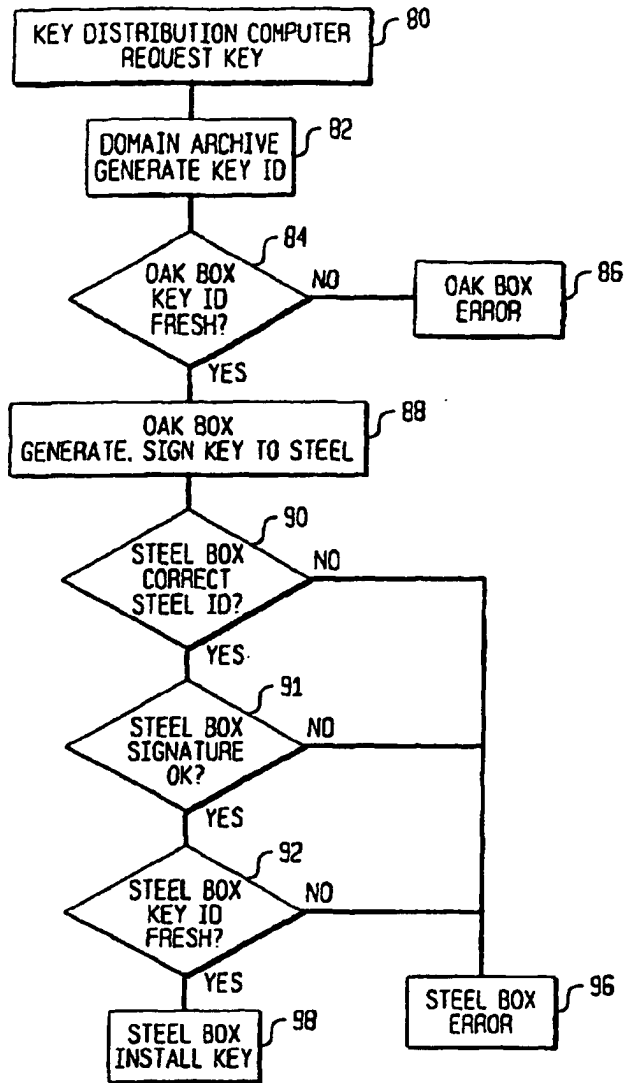 KEY DISTRIBUTION COMPUTER
REQUEST KEY
80
DOMAIN ARCHIVE
GENERATE KEY ID
82
OAK BOX
KEY ID
FRESH?
84
NO
OAK BOX
ERROR
86
YES
OAK BOX
GENERATE. SIGN KEY TO STEEL
88
STEEL BOX
CORRECT
STEEL ID?
90
NO
YES
STEEL BOX
SIGNATURE
OK?
91
NO
YES
STEEL BOX
KEY ID
FRESH?
92
NO
YES
STEEL BOX
INSTALL KEY
98
STEEL BOX
ERROR
96